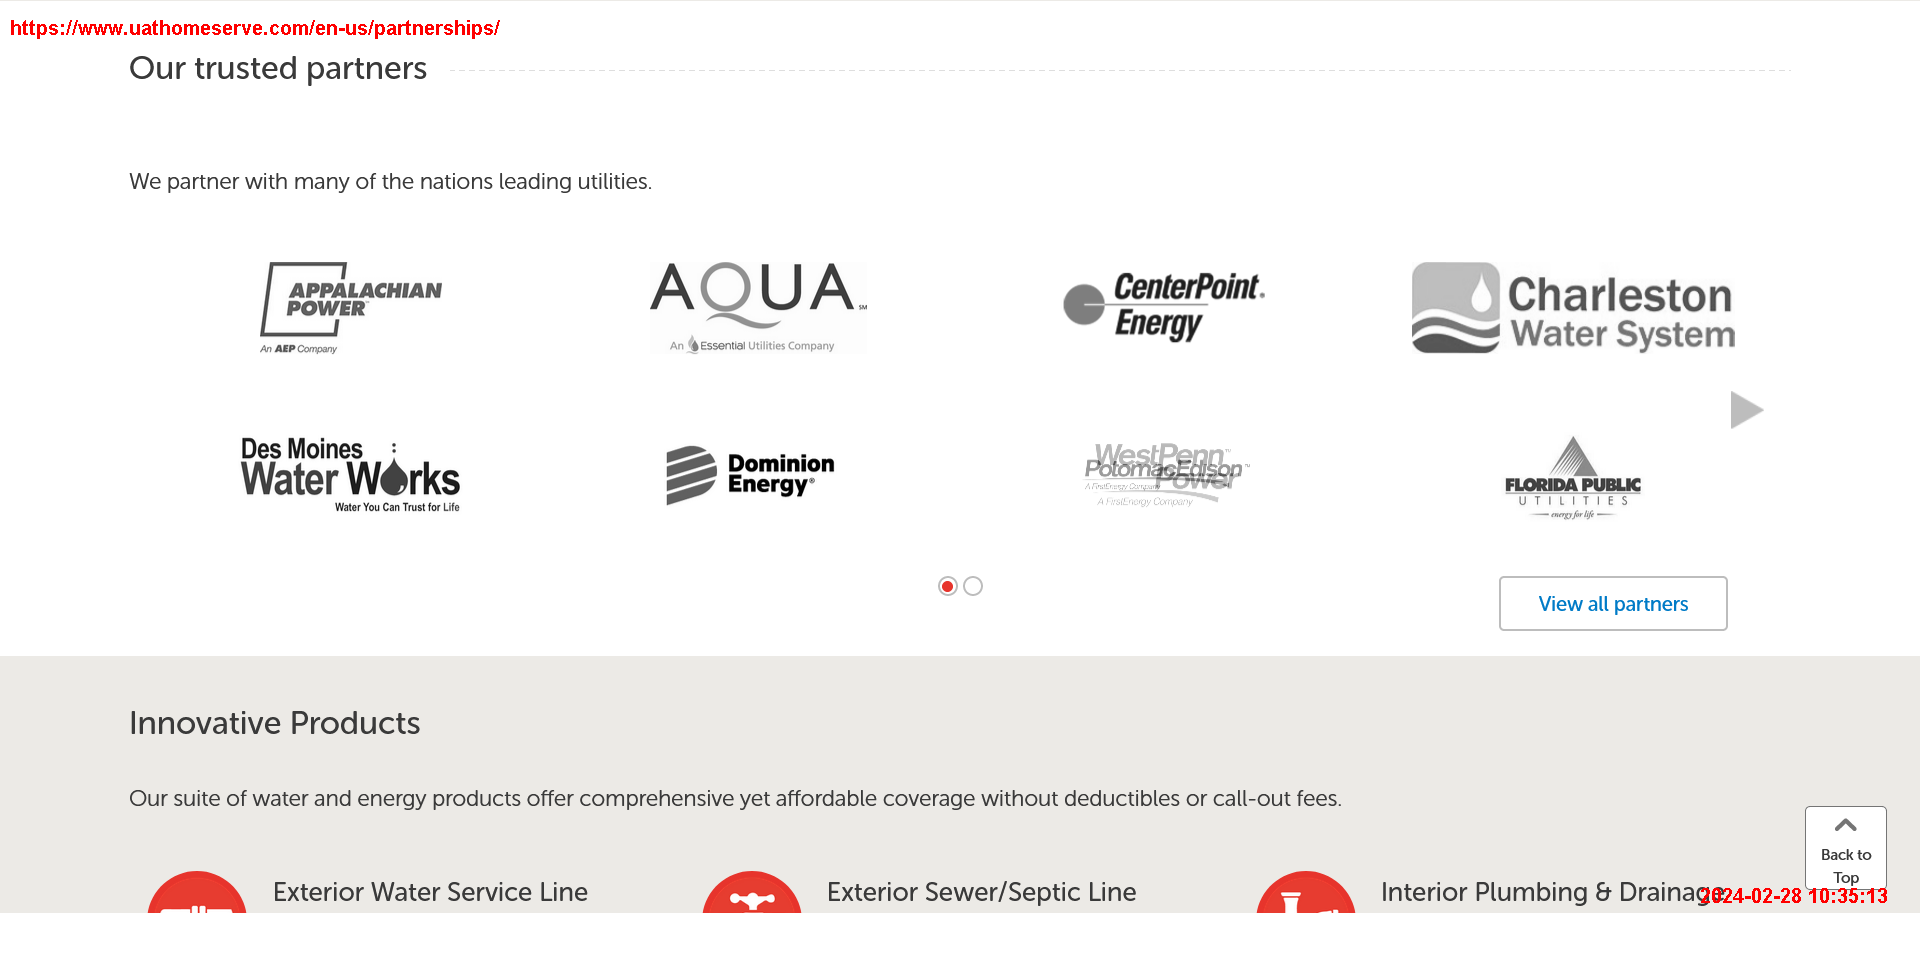 https://www.uathomeserve.com/en-us/partnerships/
Our trusted partners
We partner with many of the nations leading utilities.
APPALACHIAN
POWER
An AEP Company
AQUA
An Essential Utilities Company
CenterPoint
Energy
Charleston
Water System
Des Moines
Water Works
Water You Can Trust for Life
Dominion
Energy
WestPenn
Power
A FirstEnergy Company
PotomacEdison
A FirstEnergy Company
FLORIDA PUBLIC
UTILITIES
energy for life
View all partners
Innovative Products
Our suite of water and energy products offer comprehensive yet affordable coverage without deductibles or call-out fees.
Exterior Water Service Line
Exterior Sewer/Septic Line
Interior Plumbing & Drainage
Back to
Top
2024-02-28 10:35:13